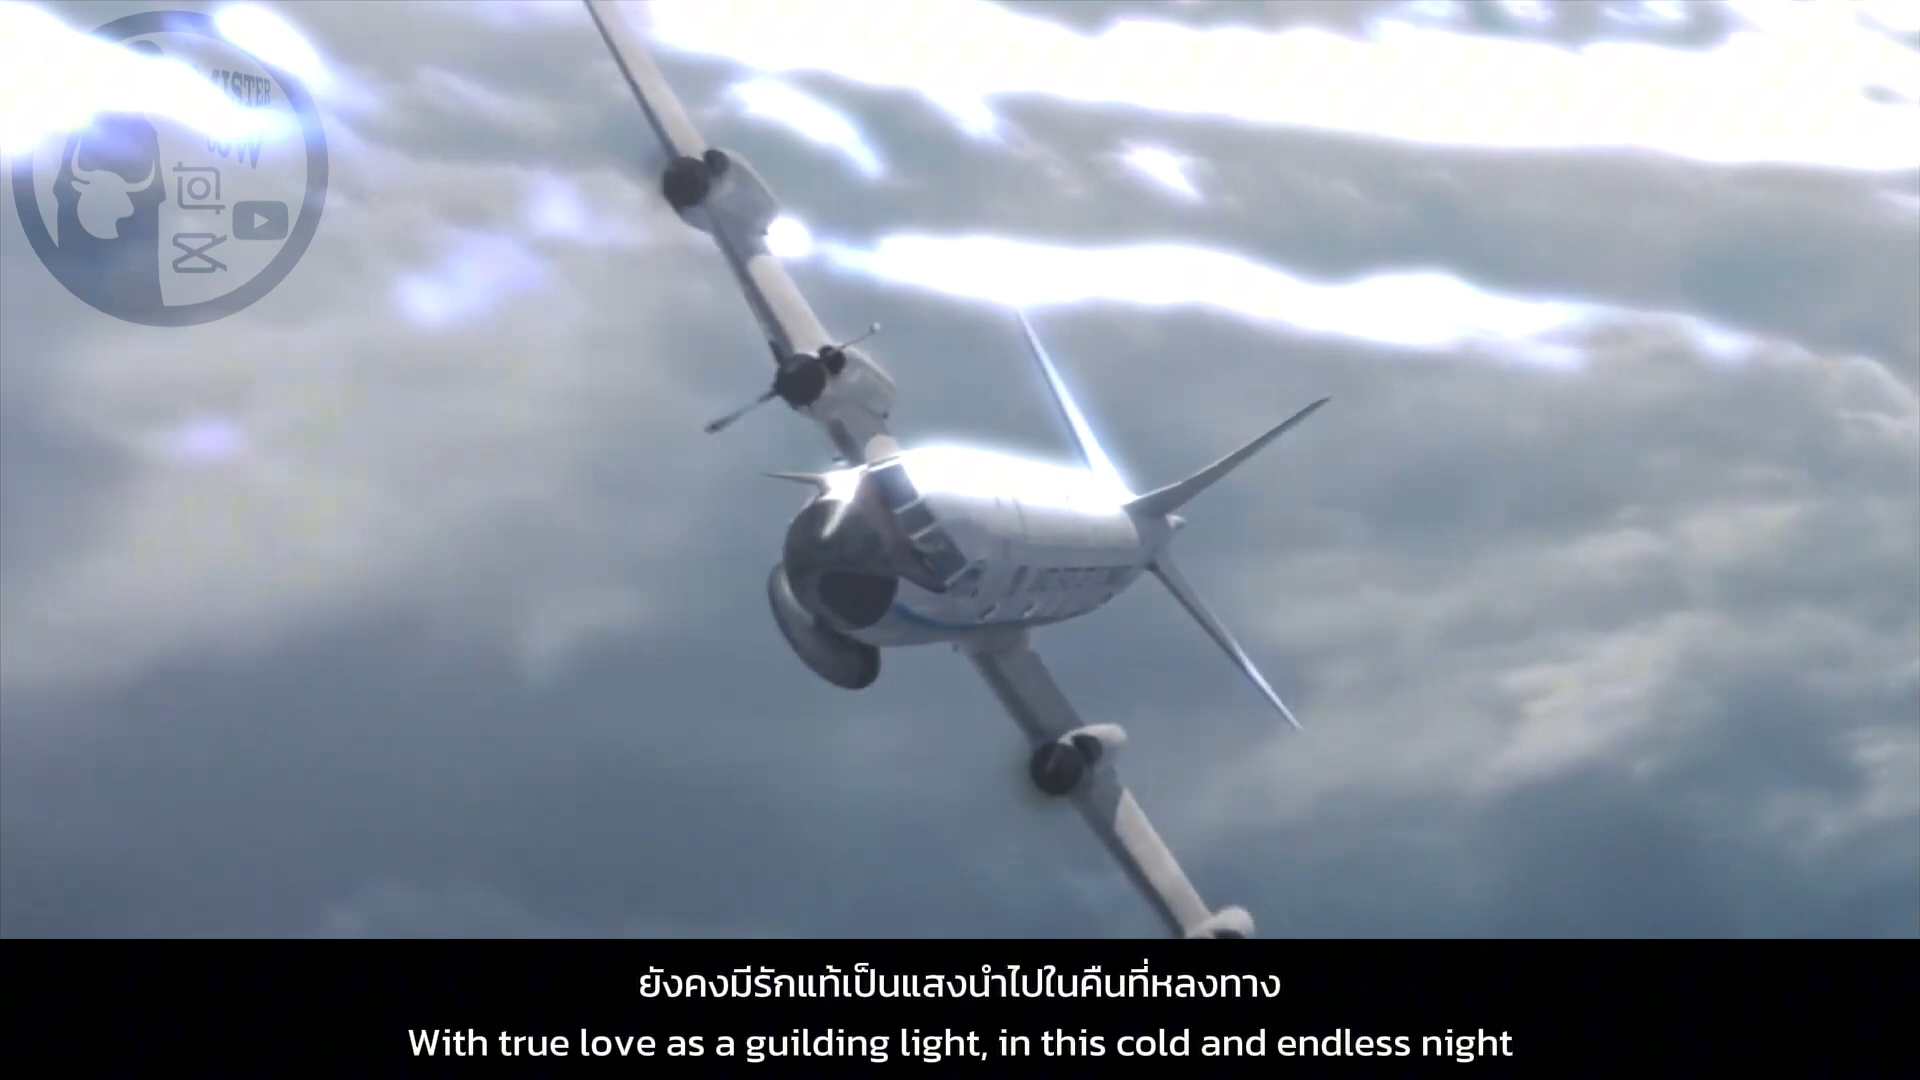 ยังคงมีรักแท้เป็นแสงนำไปในคืนที่หลงทาง
With true love as a guilding light, in this cold and endless night